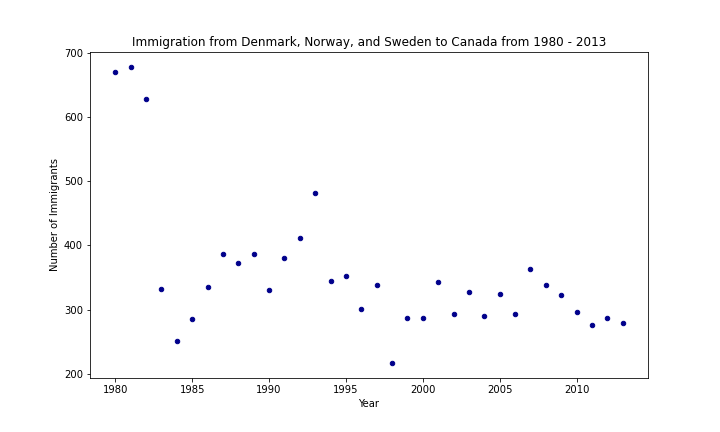 Immigration from Denmark, Norway, and Sweden to Canada from 1980 - 2013
700
600
500
400
300
200
Number of Immigrants
1980 1985 1990 1995 2000 2005 2010
Year